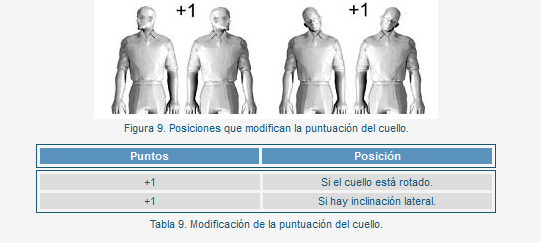 +1 +1
Figura 9. Posiciones que modifican la puntuación del cuello.
Puntos Posición
+1 Si el cuello está rotado.
+1 Si hay inclinación lateral.
Tabla 9. Modificación de la puntuación del cuello.